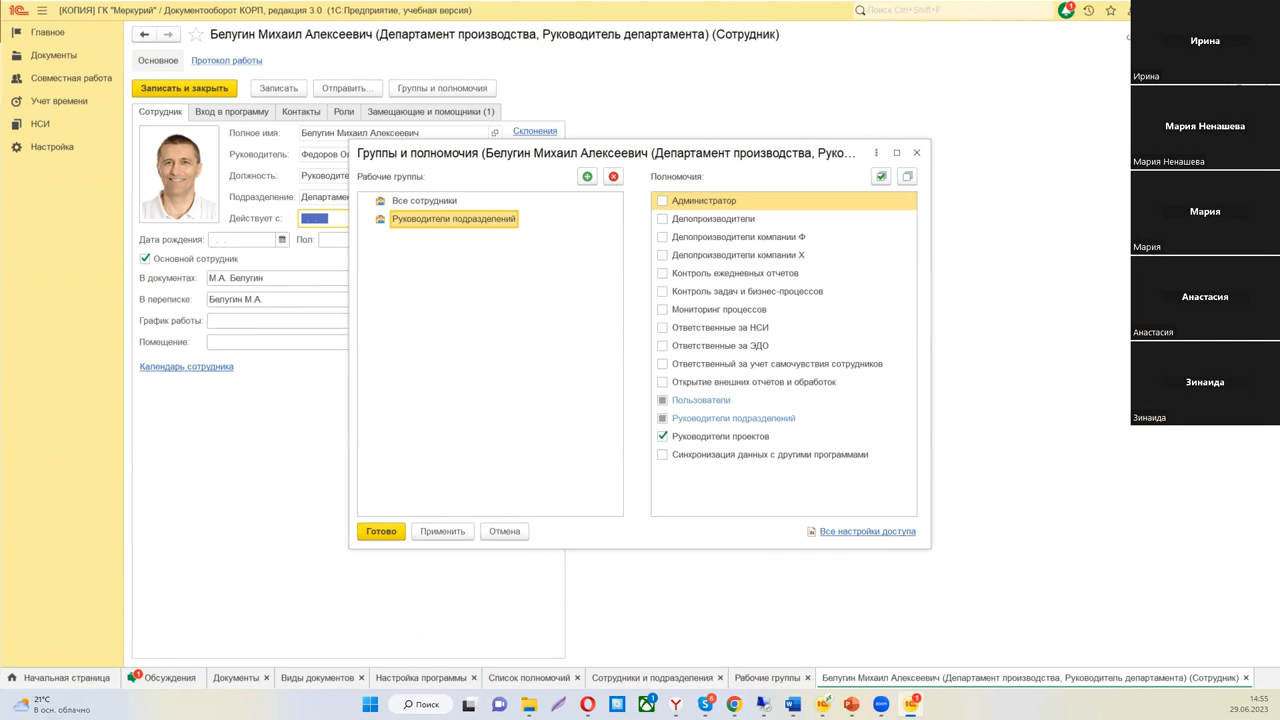 [КОПИЯ] ГК "Меркурий" / Документооборот КОРП, редакция 3.0 (1С:Предприятие, учебная версия)
Поиск Ctrl+Shift+F
1
Главное
Документы
Совместная работа
Учет времени
НСИ
Настройка
Белугин Михаил Алексеевич (Департамент производства, Руководитель департамента) (Сотрудник)
Основное
Протокол работы
Записать и закрыть
Записать
Отправить...
Группы и полномочия
Сотрудник
Вход в программу
Контакты
Роли
Замещающие и помощники (1)
Полное имя:
Белугин Михаил Алексеевич
Склонения
Руководитель:
Должность:
Подразделение:
Действует с:
Дата рождения:
Пол:
Основной сотрудник
В документах:
М.А. Белугин
В переписке:
Белугин М.А.
График работы:
Помещение:
Календарь сотрудника
Группы и полномочия (Белугин Михаил Алексеевич (Департамент производства, Руко...
Рабочие группы:
Все сотрудники
Руководители подразделений
Полномочия:
Администратор
Делопроизводители
Делопроизводители компании Ф
Делопроизводители компании Х
Контроль ежедневных отчетов
Контроль задач и бизнес-процессов
Мониторинг процессов
Ответственные за НСИ
Ответственные за ЭДО
Ответственный за учет самочувствия сотрудников
Открытие внешних отчетов и обработок
Пользователи
Руководители подразделений
Руководители проектов
Синхронизация данных с другими программами
Готово
Применить
Отмена
Все настройки доступа
Ирина
Ирина
Мария Ненашева
Мария Ненашева
Мария
Мария
Анастасия
Анастасия
Зинаида
Зинаида
Начальная страница
1
Обсуждения
Документы
Виды документов
Настройка программы
Список полномочий
Сотрудники и подразделения
Рабочие группы
Белугин Михаил Алексеевич (Департамент производства, Руководитель департамента) (Сотрудник)
21°C
В осн. облачно
Поиск
1
6
1
14:55
29.06.2023